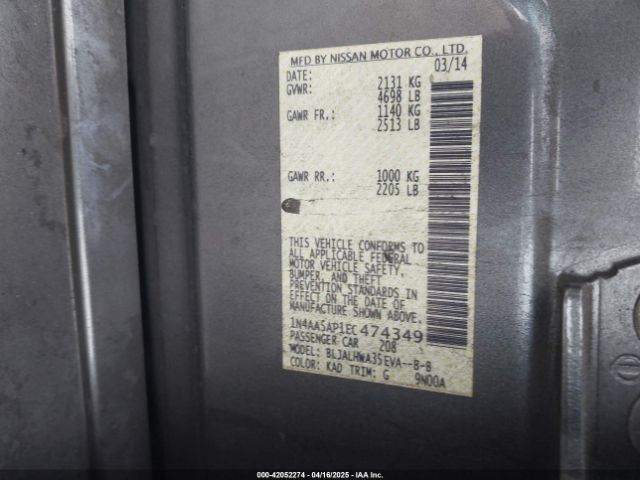 MFD BY NISSAN MOTOR CO., LTD.
DATE: 03/14
GVWR: 2131 KG
4698 LB
GAWR FR.: 1140 KG
2513 LB
GAWR RR.: 1000 KG
2205 LB
THIS VEHICLE CONFORMS TO
ALL APPLICABLE FEDERAL
MOTOR VEHICLE SAFETY,
BUMPER, AND THEFT
PREVENTION STANDARDS IN
EFFECT ON THE DATE OF
MANUFACTURE SHOWN ABOVE.
1N4AA5AP1EC474349
PASSENGER CAR 208
MODEL: BLJALHWA35EVA--B-B
COLOR: KAD TRIM: G 9N00A
000-42052274 | 04/16/2025 | IAA Inc.